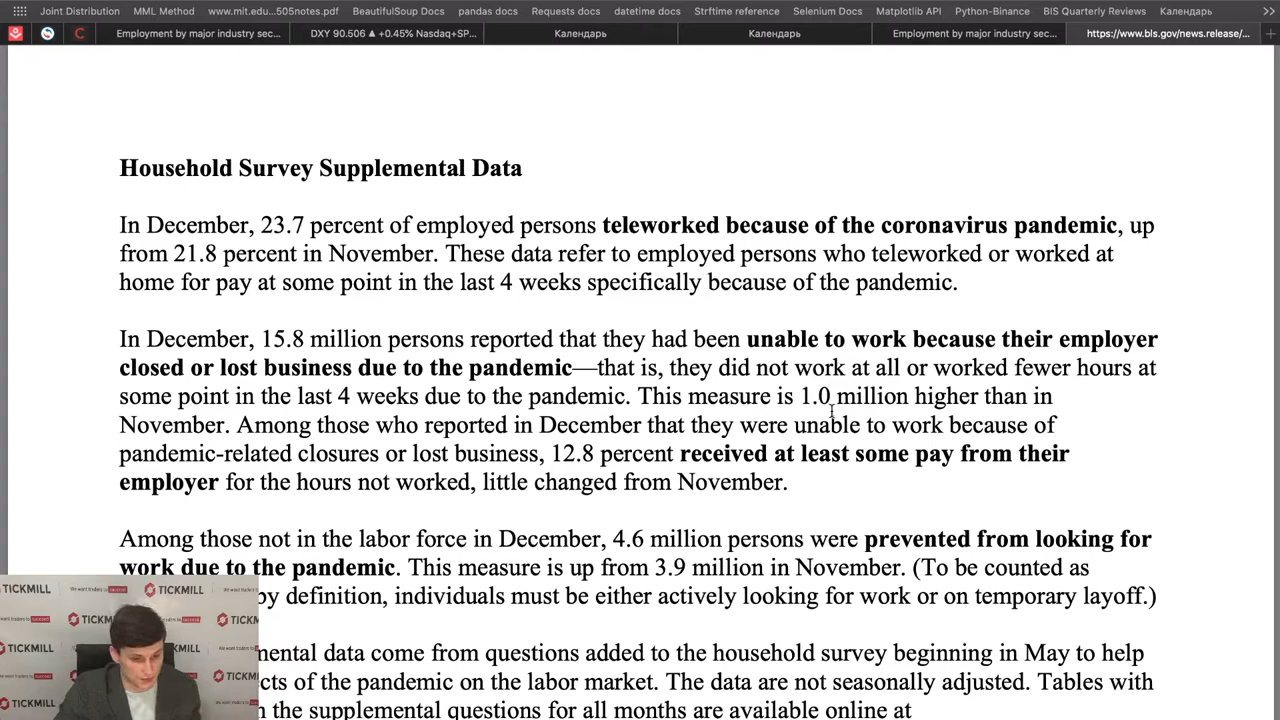 Joint Distribution MML Method www.mit.edu...505notes.pdf BeautifulSoup Docs pandas docs Requests docs datetime docs Strftime reference Selenium Docs Matplotlib API Python-Binance BIS Quarterly Reviews Календарь
Employment by major industry sec... DXY 90.506 ▲ +0.45% Nasdaq+SP... Календарь Календарь Employment by major industry sec... https://www.bls.gov/news.release/...
Household Survey Supplemental Data
In December, 23.7 percent of employed persons teleworked because of the coronavirus pandemic, up
from 21.8 percent in November. These data refer to employed persons who teleworked or worked at
home for pay at some point in the last 4 weeks specifically because of the pandemic.
In December, 15.8 million persons reported that they had been unable to work because their employer
closed or lost business due to the pandemic—that is, they did not work at all or worked fewer hours at
some point in the last 4 weeks due to the pandemic. This measure is 1.0 million higher than in
November. Among those who reported in December that they were unable to work because of
pandemic-related closures or lost business, 12.8 percent received at least some pay from their
employer for the hours not worked, little changed from November.
Among those not in the labor force in December, 4.6 million persons were prevented from looking for
work due to the pandemic. This measure is up from 3.9 million in November. (To be counted as
by definition, individuals must be either actively looking for work or on temporary layoff.)
mental data come from questions added to the household survey beginning in May to help
cts of the pandemic on the labor market. The data are not seasonally adjusted. Tables with
the supplemental questions for all months are available online at
TICKMILL
TICKMILL
TICKMILL
TICKMILL
TICKMILL